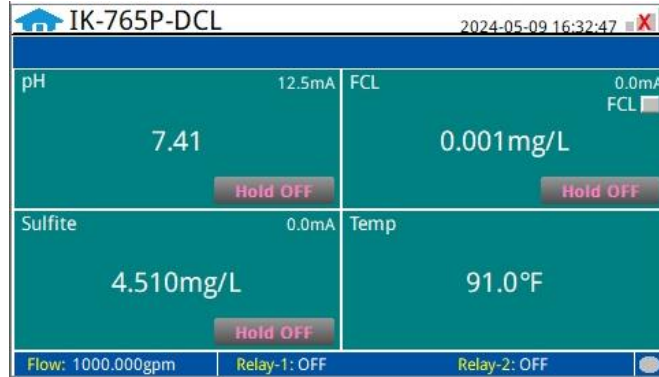 IK-765P-DCL 2024-05-09 16:32:47
pH 12.5mA FCL 0.0mA
FCL
7.41 0.001mg/L
Hold OFF Hold OFF
Sulfite 0.0mA Temp
4.510mg/L 91.0°F
Hold OFF
Flow: 1000.000gpm Relay-1: OFF Relay-2: OFF